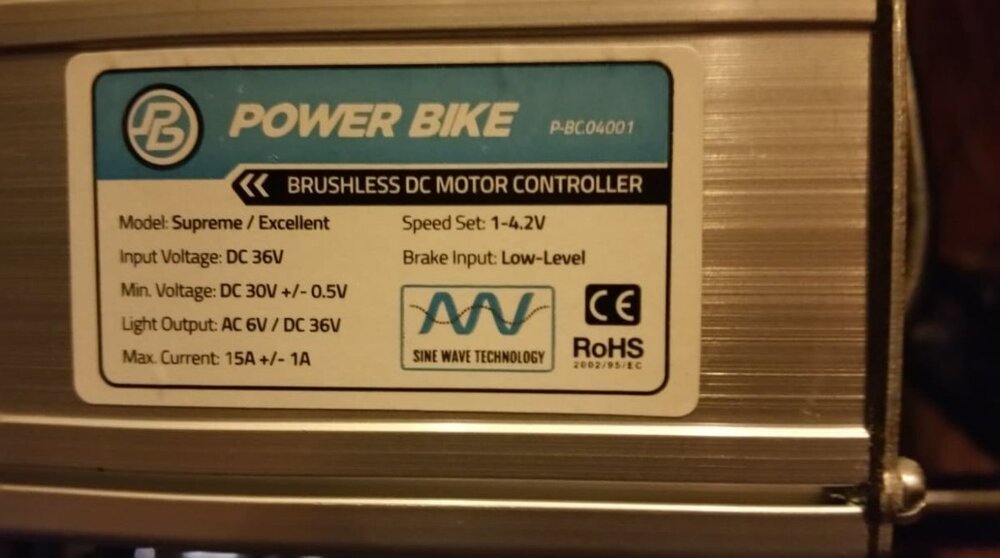 PB
POWER BIKE P-BC.04001
BRUSHLESS DC MOTOR CONTROLLER
Model: Supreme / Excellent
Input Voltage: DC 36V
Min. Voltage: DC 30V +/- 0.5V
Light Output: AC 6V / DC 36V
Max. Current: 15A +/- 1A
Speed Set: 1-4.2V
Brake Input: Low-Level
SINE WAVE TECHNOLOGY
CE
RoHS
2002/95/EC